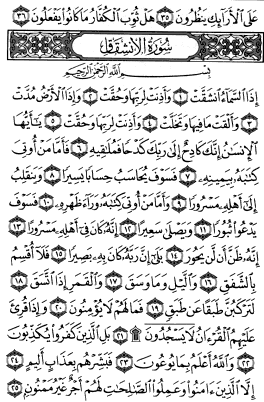 عَلَى ٱلْأَرَآئِكِ يَنظُرُونَ ٣٥ هَلْ ثُوِّبَ ٱلْكُفَّارُ مَا كَانُوا۟ يَفْعَلُونَ ٣٦
سُورَةُ ٱلِانشِقَاقِ
بِسْمِ ٱللَّهِ ٱلرَّحْمَٰنِ ٱلرَّحِيمِ
إِذَا ٱلسَّمَآءُ ٱنشَقَّتْ ١ وَأَذِنَتْ لِرَبِّهَا وَحُقَّتْ ٢ وَإِذَا ٱلْأَرْضُ مُدَّتْ
٣ وَأَلْقَتْ مَا فِيهَا وَتَخَلَّتْ ٤ وَأَذِنَتْ لِرَبِّهَا وَحُقَّتْ ٥ يَٰٓأَيُّهَا
ٱلْإِنسَٰنُ إِنَّكَ كَادِحٌ إِلَىٰ رَبِّكَ كَدْحًا فَمُلَٰقِيهِ ٦ فَأَمَّا مَنْ أُوتِىَ
كِتَٰبَهُۥ بِيَمِينِهِۦ ٧ فَسَوْفَ يُحَاسَبُ حِسَابًا يَسِيرًا ٨ وَيَنقَلِبُ
إِلَىٰٓ أَهْلِهِۦ مَسْرُورًا ٩ وَأَمَّا مَنْ أُوتِىَ كِتَٰبَهُۥ وَرَآءَ ظَهْرِهِۦ ١٠ فَسَوْفَ
يَدْعُوا۟ ثُبُورًا ١١ وَيَصْلَىٰ سَعِيرًا ١٢ إِنَّهُۥ كَانَ فِىٓ أَهْلِهِۦ مَسْرُورًا ١٣
إِنَّهُۥ ظَنَّ أَن لَّن يَحُورَ ١٤ بَلَىٰٓ إِنَّ رَبَّهُۥ كَانَ بِهِۦ بَصِيرًا ١٥ فَلَآ أُقْسِمُ
بِٱلشَّفَقِ ١٦ وَٱلَّيْلِ وَمَا وَسَقَ ١٧ وَٱلْقَمَرِ إِذَا ٱتَّسَقَ ١٨
لَتَرْكَبُنَّ طَبَقًا عَن طَبَقٍ ١٩ فَمَا لَهُمْ لَا يُؤْمِنُونَ ٢٠ وَإِذَا قُرِئَ
عَلَيْهِمُ ٱلْقُرْءَانُ لَا يَسْجُدُونَ ۩ ٢١ بَلِ ٱلَّذِينَ كَفَرُوا۟ يُكَذِّبُونَ
٢٢ وَٱللَّهُ أَعْلَمُ بِمَا يُوعُونَ ٢٣ فَبَشِّرْهُم بِعَذَابٍ أَلِيمٍ ٢٤
إِلَّا ٱلَّذِينَ ءَامَنُوا۟ وَعَمِلُوا۟ ٱلصَّٰلِحَٰتِ لَهُمْ أَجْرٌ غَيْرُ مَمْنُونٍۭ ٢٥